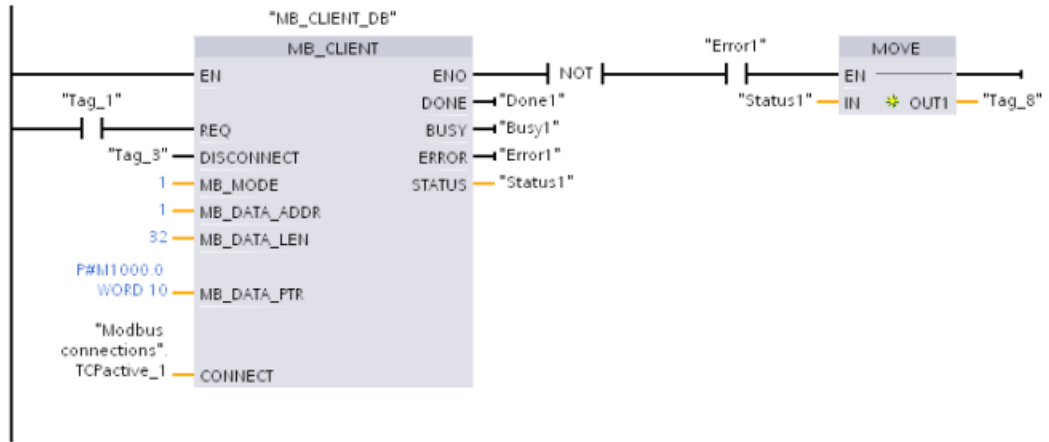 "MB_CLIENT_DB"
MB_CLIENT
"Error1"
MOVE
EN
ENO
NOT
EN
"Tag_1"
DONE
"Done1"
"Status1"
IN
OUT1
"Tag_8"
REQ
BUSY
"Busy1"
"Tag_3"
DISCONNECT
ERROR
"Error1"
1
MB_MODE
STATUS
"Status1"
1
MB_DATA_ADDR
32
MB_DATA_LEN
P#M1000.0
WORD 10
MB_DATA_PTR
"Modbus
connections".
TCPactive_1
CONNECT